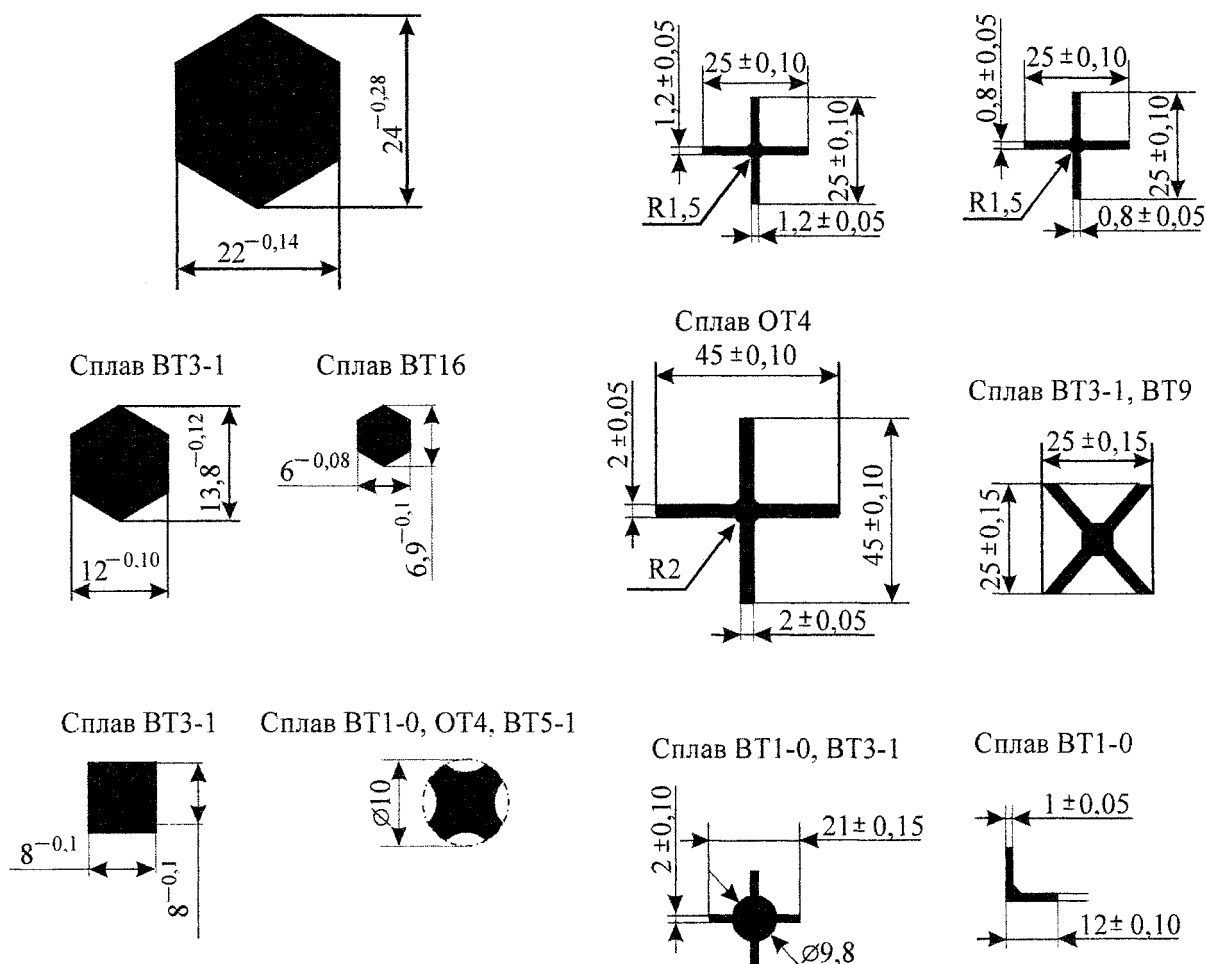 24⁻⁰,²⁸
22⁻⁰,¹⁴
1,2 ± 0,05
25 ± 0,10
25 ± 0,10
R1,5
1,2 ± 0,05
0,8 ± 0,05
25 ± 0,10
25 ± 0,10
R1,5
0,8 ± 0,05
Сплав ВТ3-1
13,8⁻⁰,¹²
12⁻⁰,¹⁰
Сплав ВТ16
6⁻⁰,⁰⁸
6,9⁻⁰,¹
Сплав ОТ4
45 ± 0,10
2 ± 0,05
45 ± 0,10
R2
2 ± 0,05
Сплав ВТ3-1, ВТ9
25 ± 0,15
25 ± 0,15
Сплав ВТ3-1
8⁻⁰,¹
8⁻⁰,¹
Сплав ВТ1-0, ОТ4, ВТ5-1
⌀10
Сплав ВТ1-0, ВТ3-1
2 ± 0,10
21 ± 0,15
⌀9,8
Сплав ВТ1-0
1 ± 0,05
12 ± 0,10